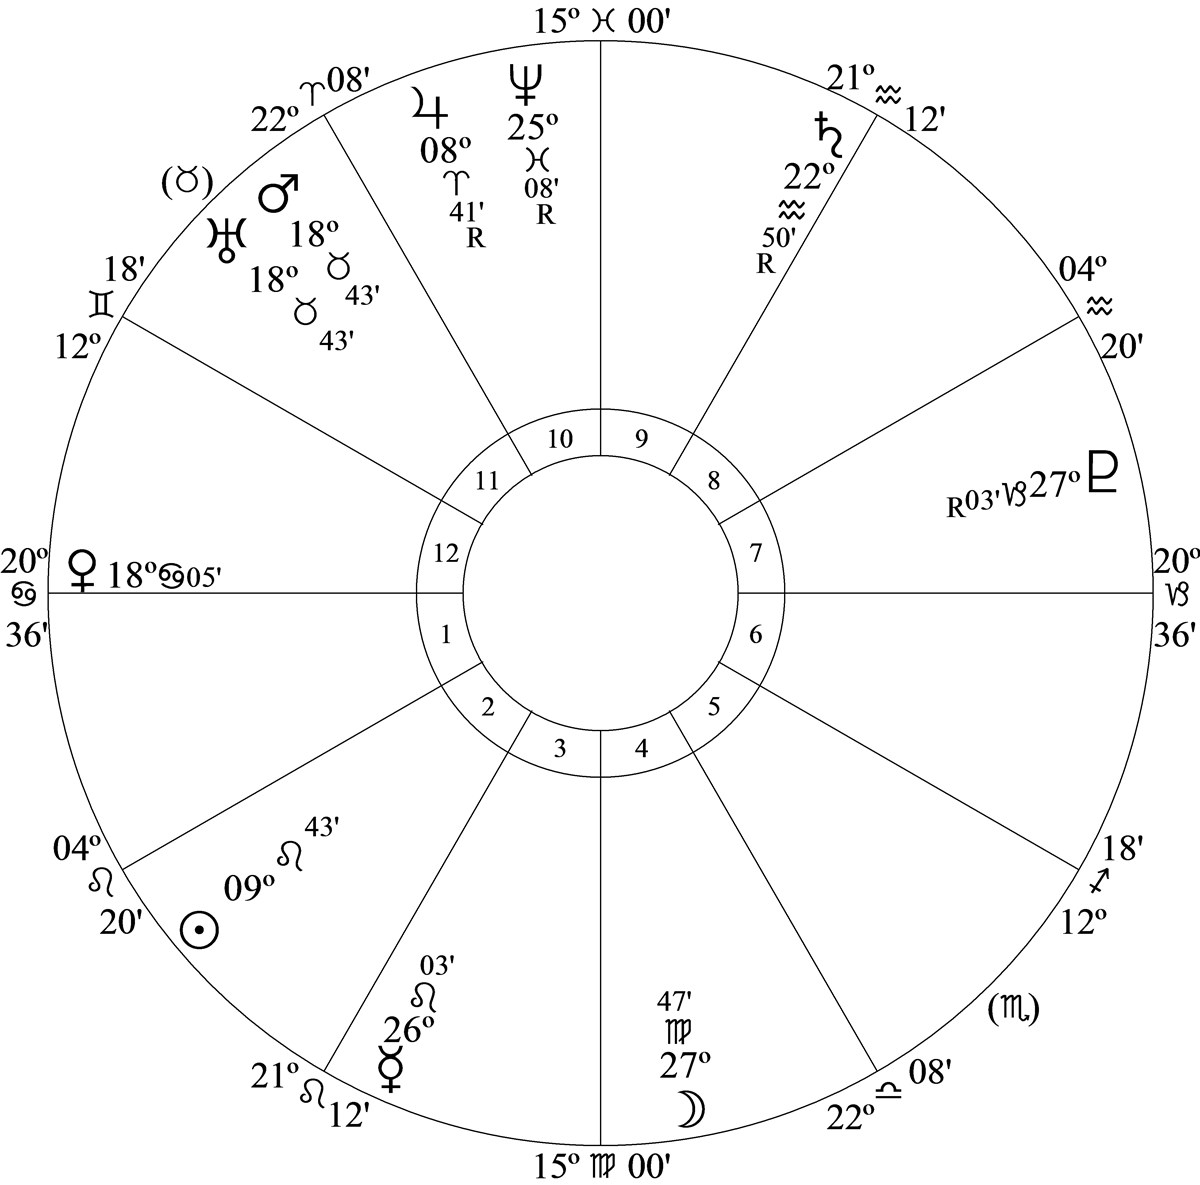 15º ♓ 00'
21º ♒ 12'
04º ♒ 20'
20º ♑ 36'
18' ♐ 12º
(♏)
08' ♎ 22º
15º ♍ 00'
21º ♌ 12'
04º ♌ 20'
20º ♋ 36'
18' ♊ 12º
(♉)
22º ♈ 08'
♃ 08º ♈ 41' R
♆ 25º ♓ 08' R
♄ 22º ♒ 50' R
♂ 18º ♉ 43'
♅ 18º ♉ 43'
♀ 18º ♋ 05'
R 03' ♑ 27º ♇
☉ 09º ♌ 43'
03' ♌ 26º ☿
47' ♍ 27º ☽
10
9
11
8
12
7
1
6
2
5
3
4